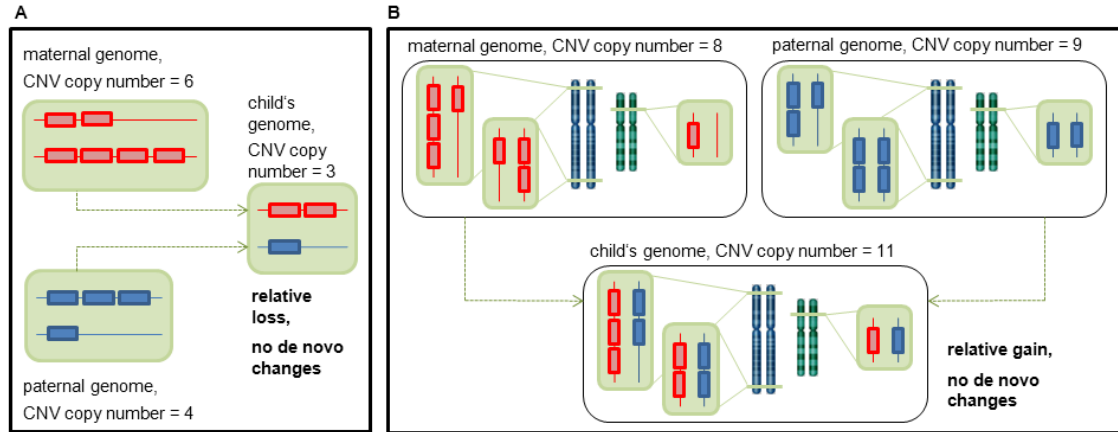 A
maternal genome,
CNV copy number = 6
child's
genome,
CNV copy
number = 3
relative
loss,
no de novo
changes
paternal genome,
CNV copy number = 4
B
maternal genome, CNV copy number = 8
paternal genome, CNV copy number = 9
child‘s genome, CNV copy number = 11
relative gain,
no de novo
changes